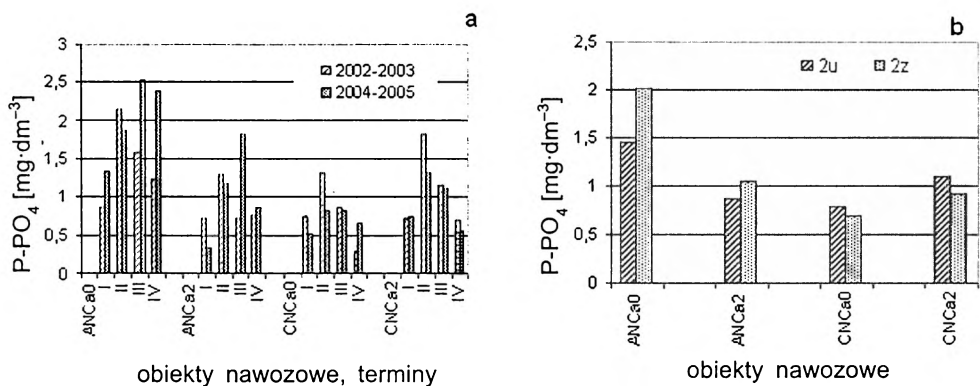 a
3
2,5
2
1,5
1
0,5
0
P-PO4 [mg·dm–3]
2002-2003
2004-2005
ANCa0 I II III IV ANCa2 I II III IV CNCa0 I II III IV CNCa2 I II III IV
obiekty nawozowe, terminy
b
2,5
2
1,5
1
0,5
0
P-PO4 [mg·dm–3]
2u 2z
ANCa0 ANCa2 CNCa0 CNCa2
obiekty nawozowe